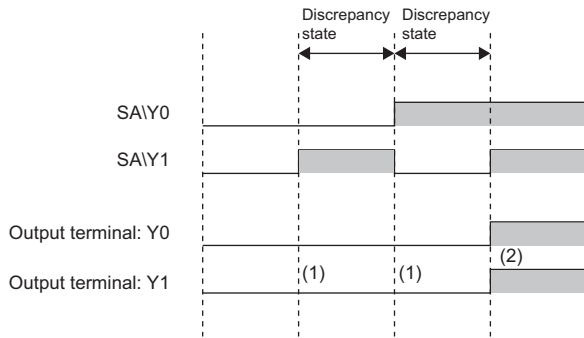 Discrepancy Discrepancy
state state
SA\Y0
SA\Y1
Output terminal: Y0
(2)
Output terminal: Y1
(1) (1)